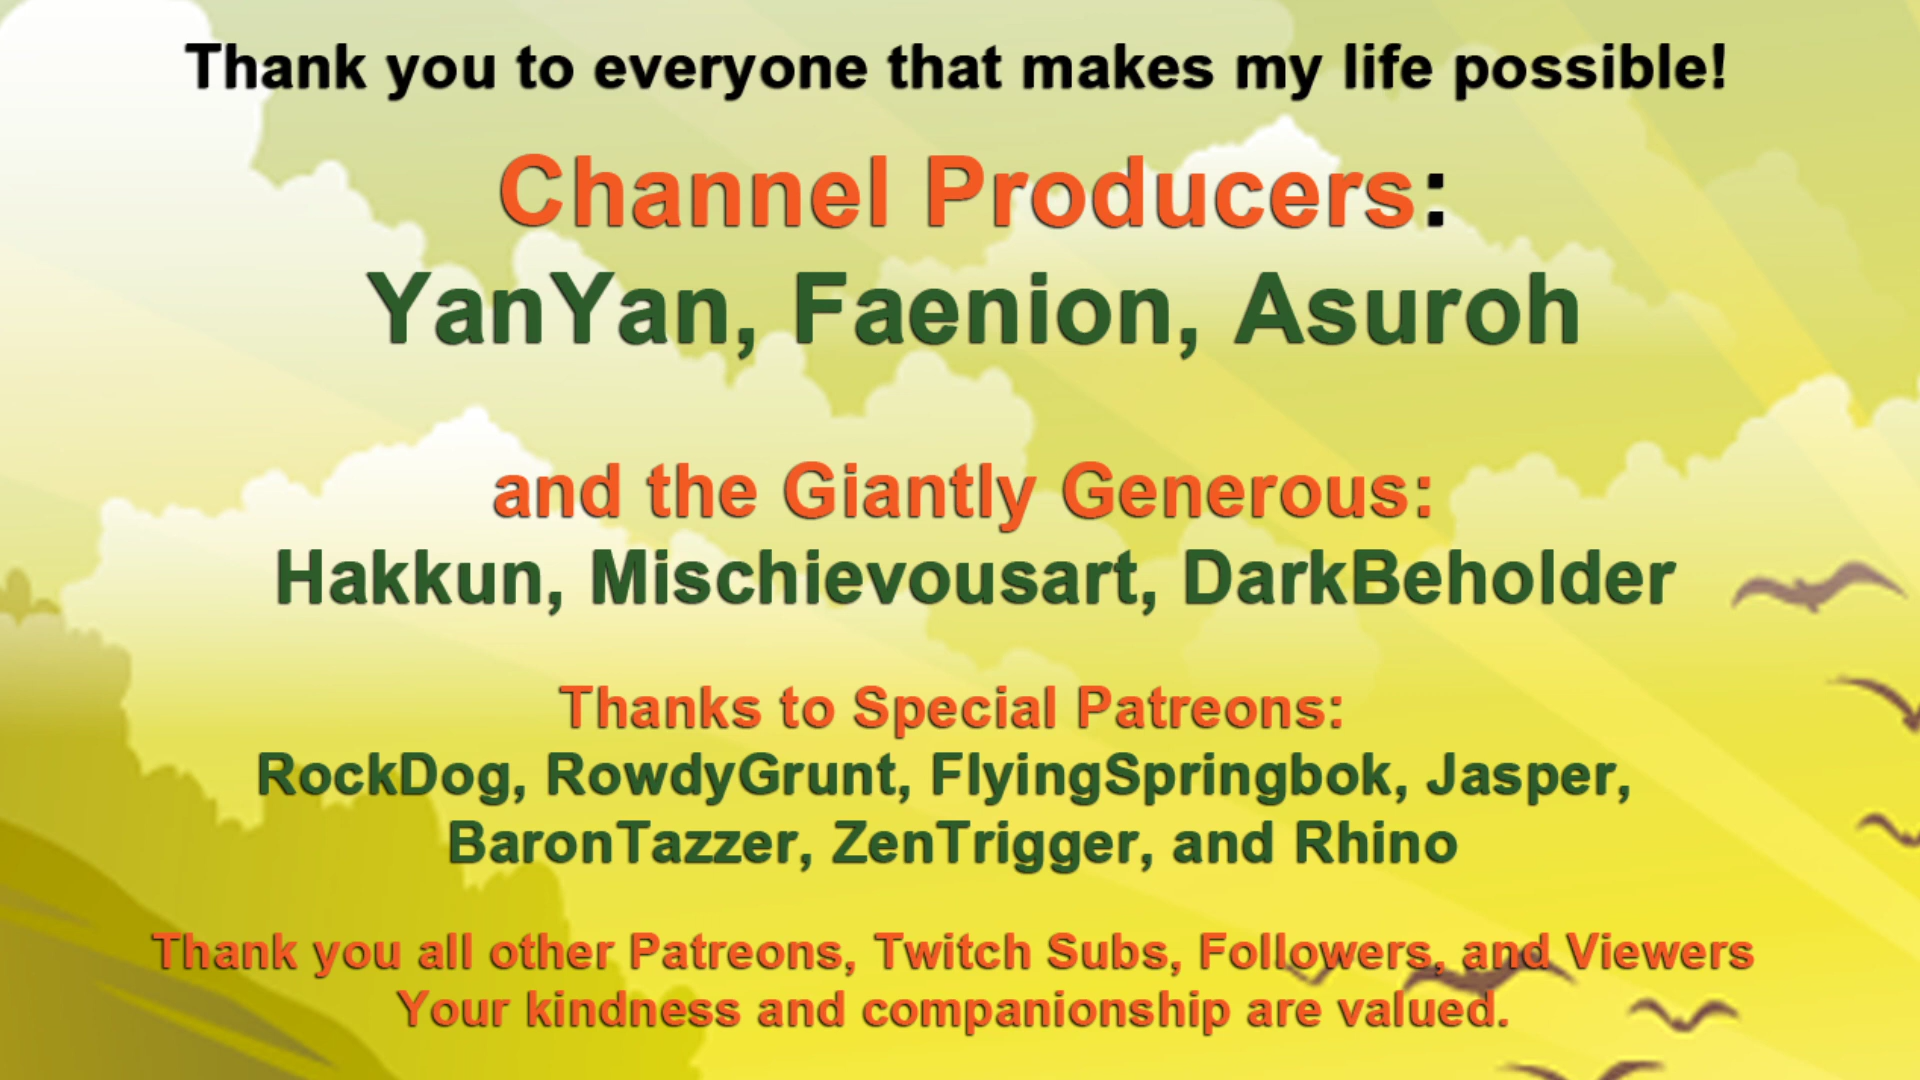 Thank you to everyone that makes my life possible!
Channel Producers:
YanYan, Faenion, Asuroh
and the Giantly Generous:
Hakkun, Mischievousart, DarkBeholder
Thanks to Special Patreons:
RockDog, RowdyGrunt, FlyingSpringbok, Jasper,
BaronTazzer, ZenTrigger, and Rhino
Thank you all other Patreons, Twitch Subs, Followers, and Viewers
Your kindness and companionship are valued.